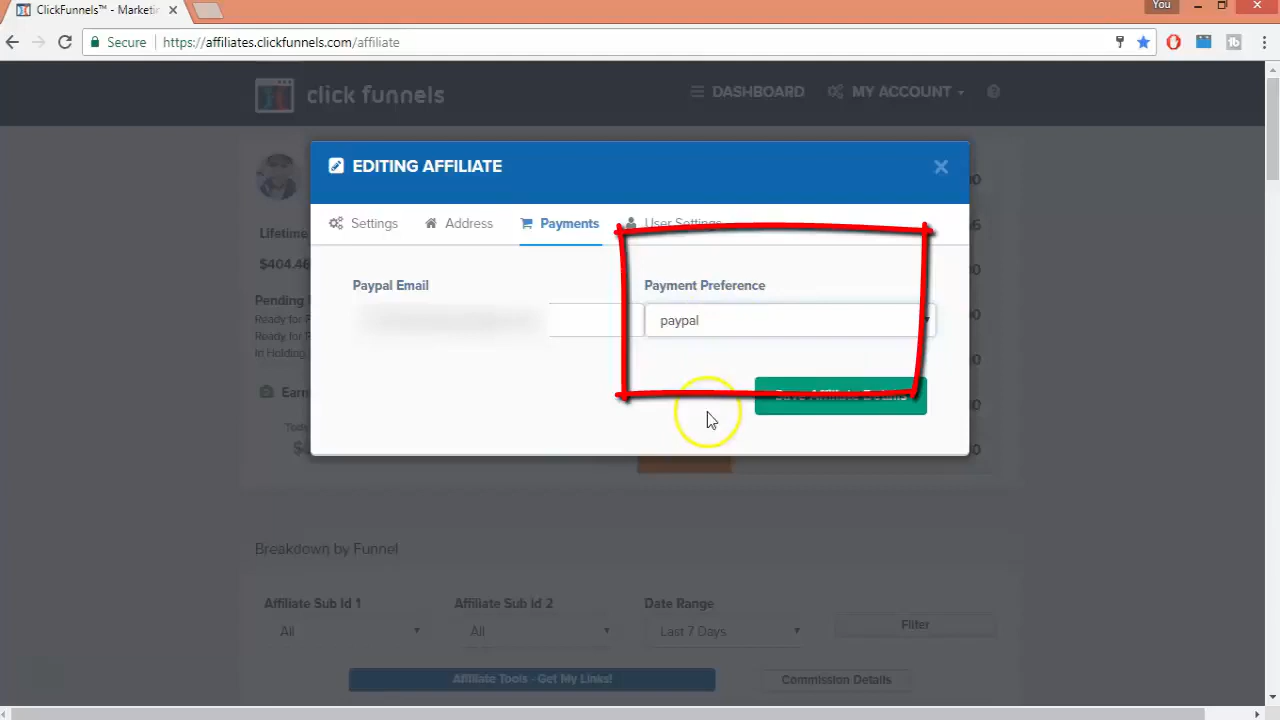 ClickFunnels™ - Marketin
You
Secure
https://affiliates.clickfunnels.com/affiliate
click funnels
DASHBOARD
MY ACCOUNT
EDITING AFFILIATE
Settings
Address
Payments
User Settings
Lifetime
$404.46
Pending
Ready for
Ready for
In Holding
Earn
Toda
Paypal Email
Payment Preference
paypal
Save Affiliate Details
Breakdown by Funnel
Affiliate Sub Id 1
Affiliate Sub Id 2
Date Range
All
All
Last 7 Days
Filter
Affiliate Tools - Get My Links!
Commission Details